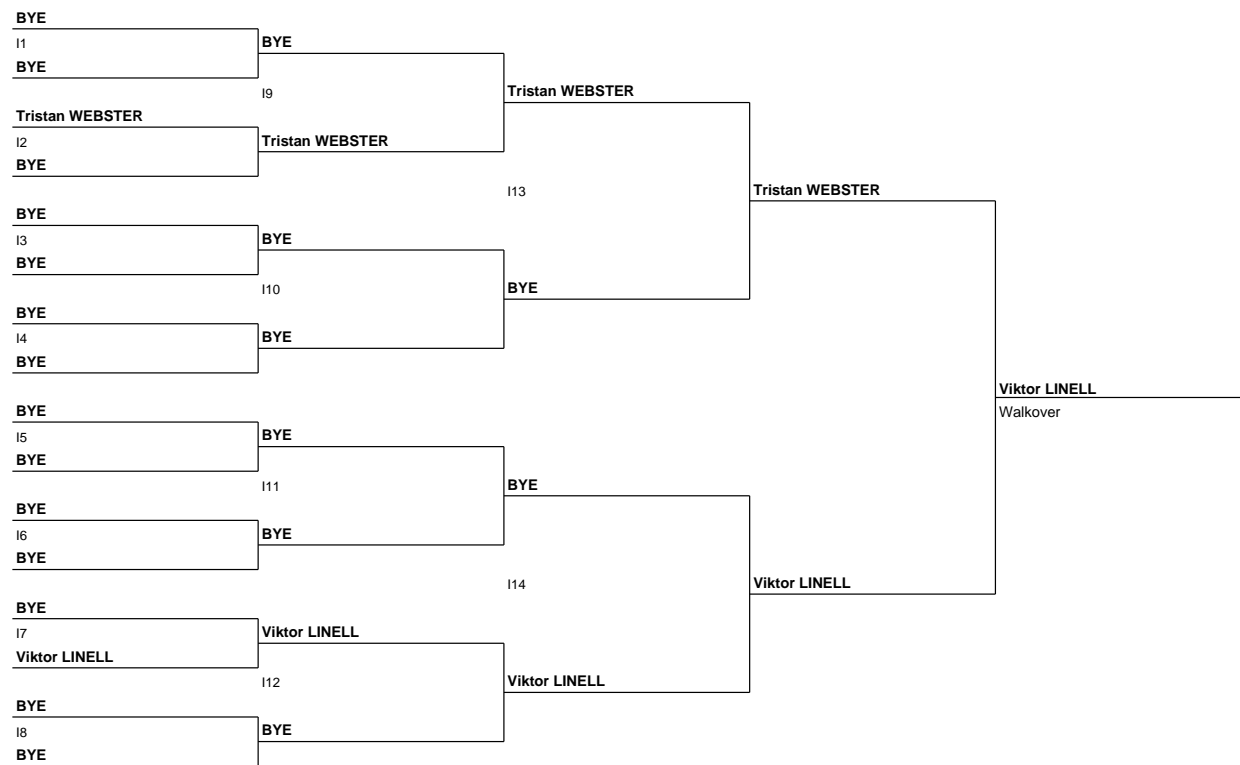 BYE
I1
BYE
BYE
I9
Tristan WEBSTER
Tristan WEBSTER
I2
Tristan WEBSTER
BYE
I13
Tristan WEBSTER
BYE
I3
BYE
BYE
I10
BYE
BYE
I4
BYE
BYE
Viktor LINELL
Walkover
BYE
I5
BYE
BYE
I11
BYE
BYE
I6
BYE
BYE
I14
Viktor LINELL
BYE
I7
Viktor LINELL
Viktor LINELL
I12
Viktor LINELL
BYE
I8
BYE
BYE